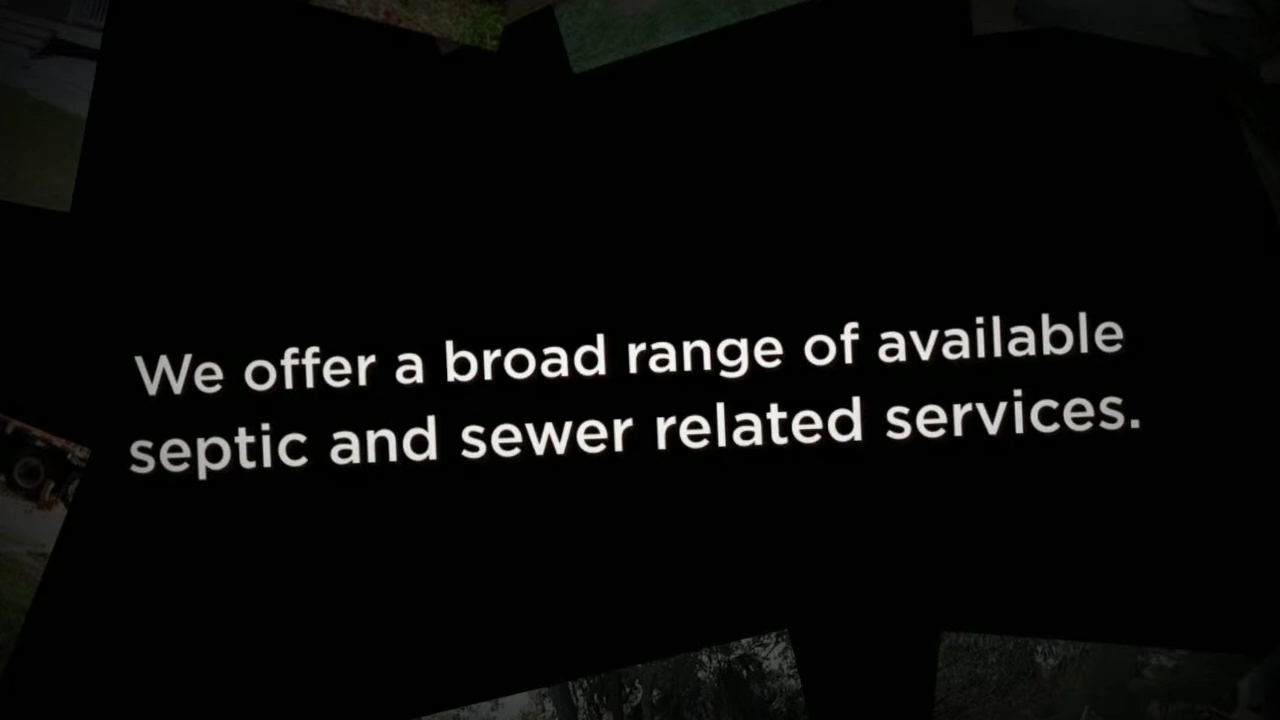 We offer a broad range of available
septic and sewer related services.